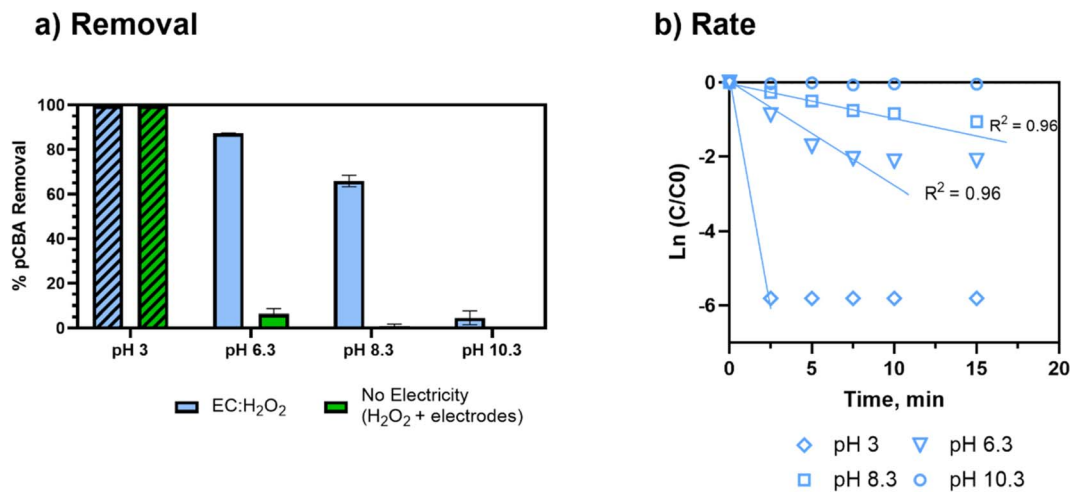 a) Removal
% pCBA Removal
100
80
60
40
20
0
pH 3
pH 6.3
pH 8.3
pH 10.3
EC:H₂O₂
No Electricity
(H₂O₂ + electrodes)
b) Rate
Ln (C/C0)
0
-2
-4
-6
R² = 0.96
R² = 0.96
0
5
10
15
20
Time, min
pH 3
pH 6.3
pH 8.3
pH 10.3